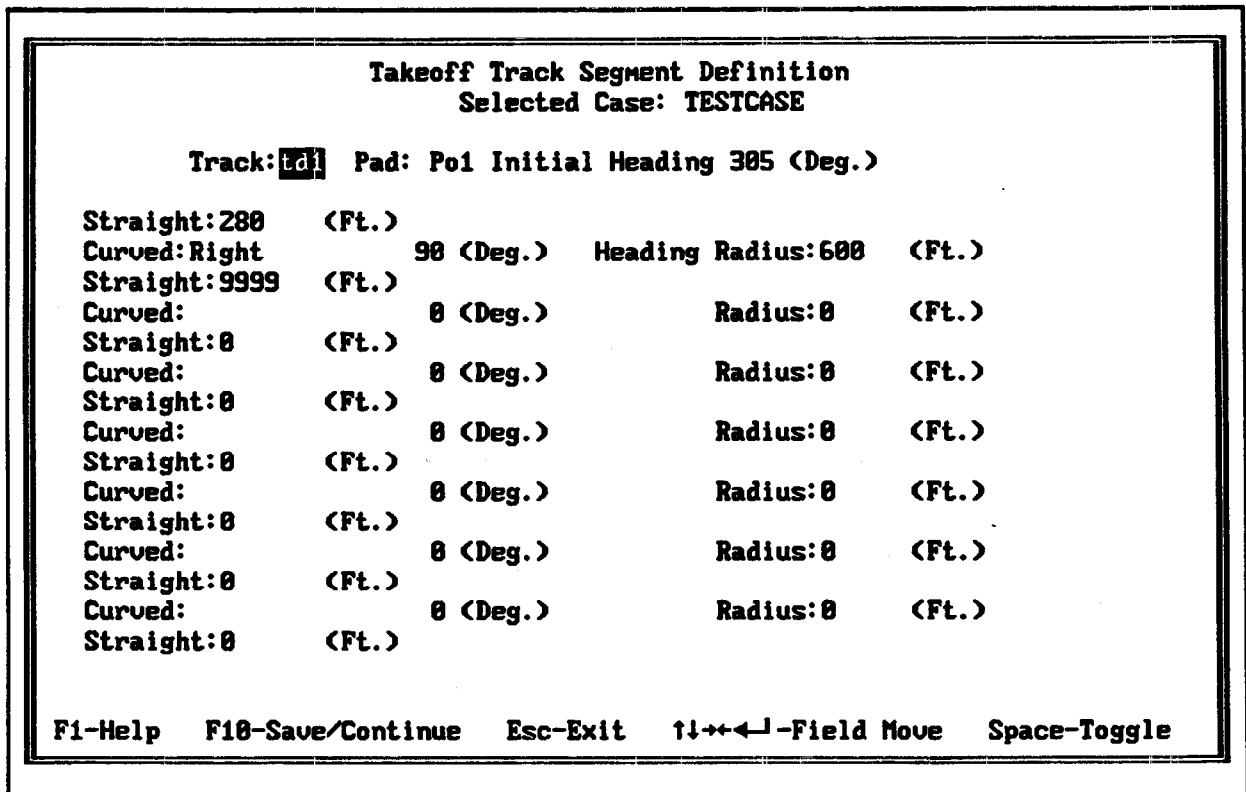 Takeoff Track Segment Definition
Selected Case: TESTCASE
Track:td1 Pad: Po1 Initial Heading 305 (Deg.)
Straight:280 (Ft.)
Curved:Right 90 (Deg.) Heading Radius:600 (Ft.)
Straight:9999 (Ft.)
Curved: 0 (Deg.) Radius:0 (Ft.)
Straight:0 (Ft.)
Curved: 0 (Deg.) Radius:0 (Ft.)
Straight:0 (Ft.)
Curved: 0 (Deg.) Radius:0 (Ft.)
Straight:0 (Ft.)
Curved: 0 (Deg.) Radius:0 (Ft.)
Straight:0 (Ft.)
Curved: 0 (Deg.) Radius:0 (Ft.)
Straight:0 (Ft.)
Curved: 0 (Deg.) Radius:0 (Ft.)
Straight:0 (Ft.)
F1-Help F10-Save/Continue Esc-Exit ↑↓→←◄┘-Field Move Space-Toggle